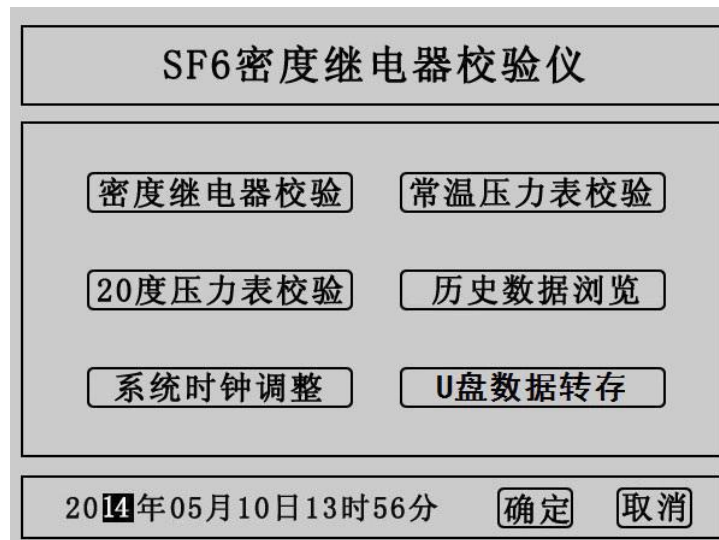 SF6密度继电器校验仪
密度继电器校验 常温压力表校验
20度压力表校验 历史数据浏览
系统时钟调整 U盘数据转存
2014年05月10日13时56分 确定 取消